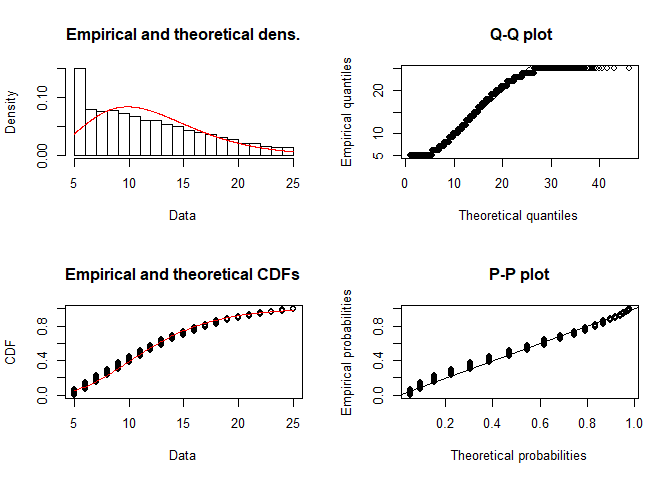 Empirical and theoretical dens.
Density
0.00 0.10
5 10 15 20 25
Data
Q-Q plot
Empirical quantiles
5 10 20
0 10 20 30 40
Theoretical quantiles
Empirical and theoretical CDFs
CDF
0.0 0.4 0.8
5 10 15 20 25
Data
P-P plot
Empirical probabilities
0.0 0.4 0.8
0.2 0.4 0.6 0.8 1.0
Theoretical probabilities